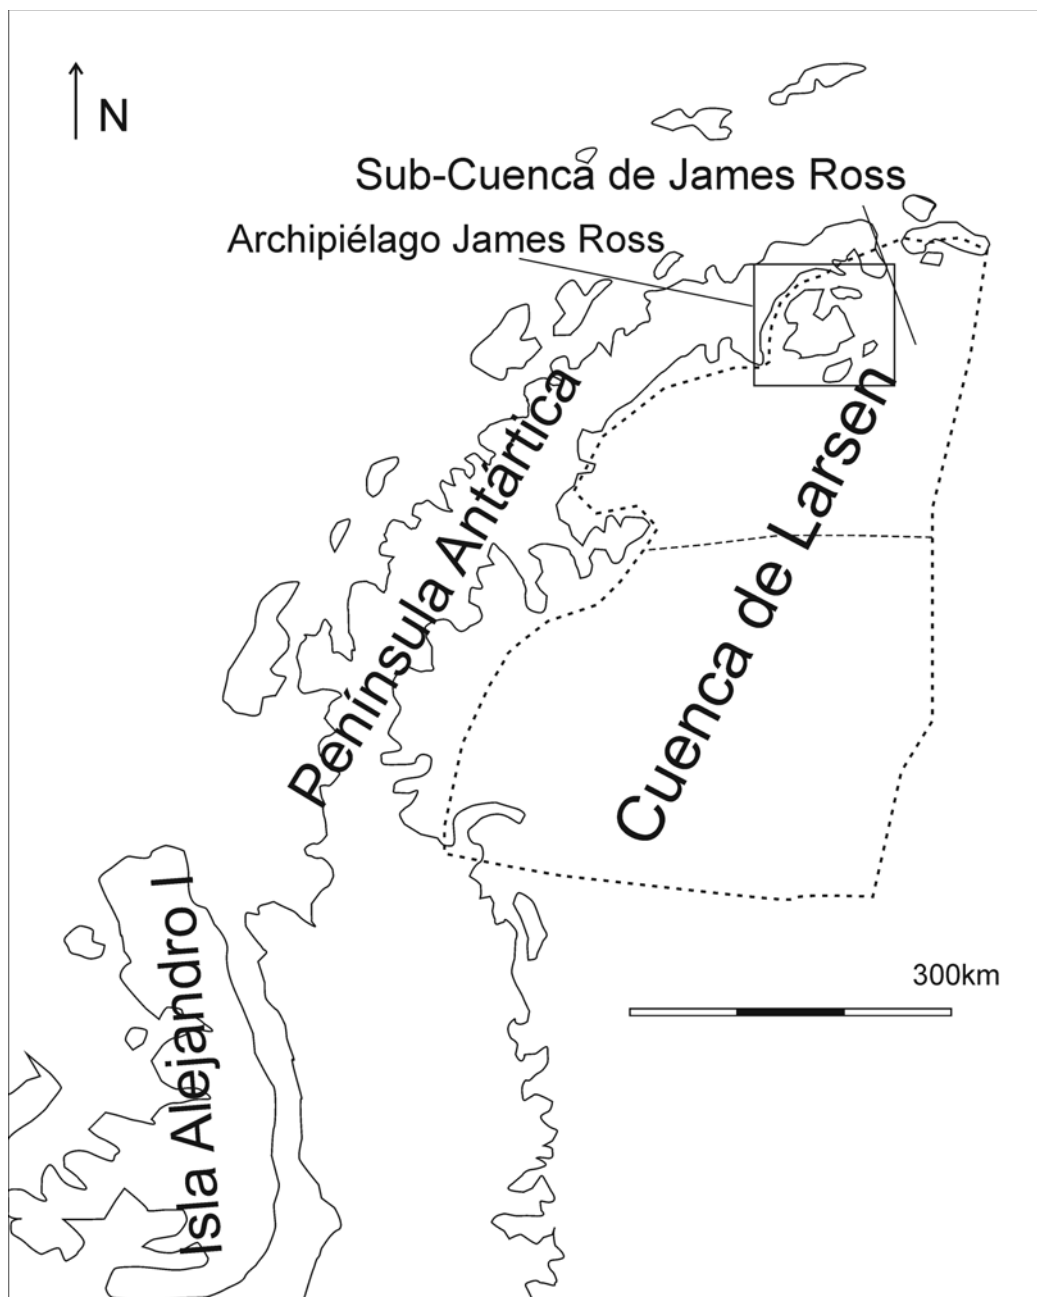 N
Sub-Cuenca de James Ross
Archipiélago James Ross
Península Antártica
Cuenca de Larsen
300km
Isla Alejandro I